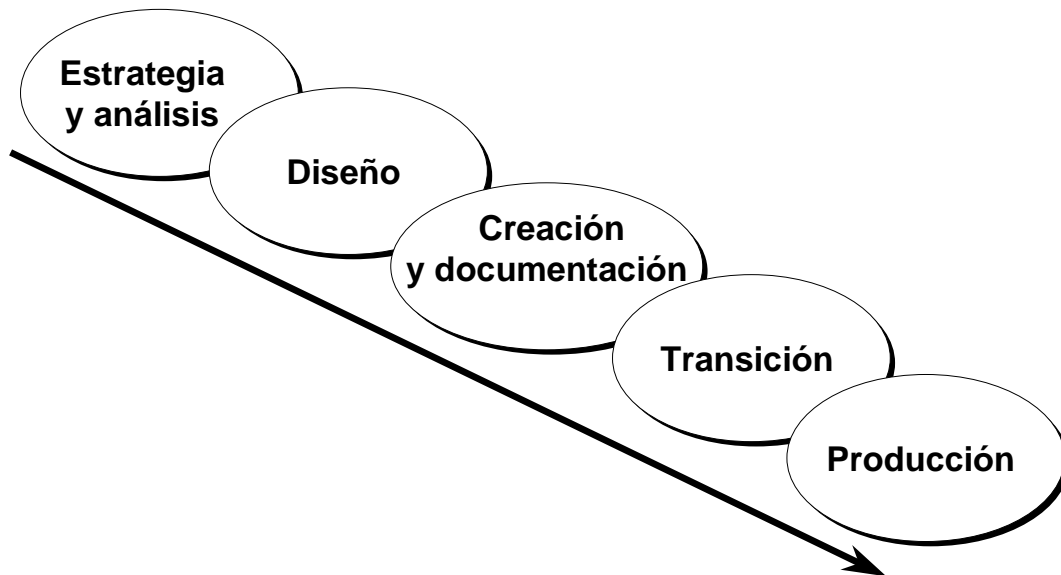 Estrategia
y análisis
Diseño
Creación
y documentación
Transición
Producción